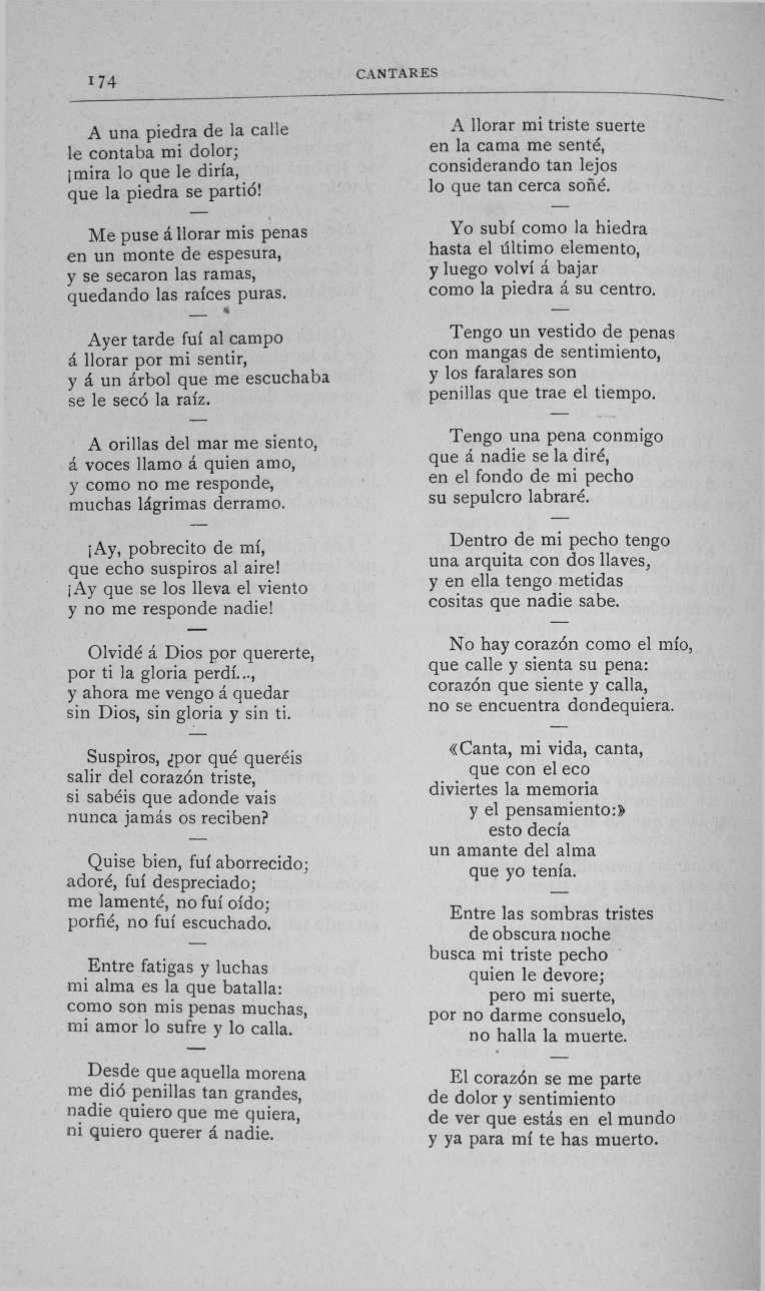 174
CANTARES
A una piedra de la calle
le contaba mi dolor;
¡mira lo que le diría,
que la piedra se partió!
—
Me puse á llorar mis penas
en un monte de espesura,
y se secaron las ramas,
quedando las raíces puras.
—
Ayer tarde fuí al campo
á llorar por mi sentir,
y á un árbol que me escuchaba
se le secó la raíz.
—
A orillas del mar me siento,
á voces llamo á quien amo,
y como no me responde,
muchas lágrimas derramo.
—
¡Ay, pobrecito de mí,
que echo suspiros al aire!
¡Ay que se los lleva el viento
y no me responde nadie!
—
Olvidé á Dios por quererte,
por ti la gloria perdí...,
y ahora me vengo á quedar
sin Dios, sin gloria y sin ti.
—
Suspiros, ¿por qué queréis
salir del corazón triste,
si sabéis que adonde vais
nunca jamás os reciben?
—
Quise bien, fuí aborrecido;
adoré, fuí despreciado;
me lamenté, no fuí oído;
porfié, no fuí escuchado.
—
Entre fatigas y luchas
mi alma es la que batalla:
como son mis penas muchas,
mi amor lo sufre y lo calla.
—
Desde que aquella morena
me dió penillas tan grandes,
nadie quiero que me quiera,
ni quiero querer á nadie.
A llorar mi triste suerte
en la cama me senté,
considerando tan lejos
lo que tan cerca soñé.
—
Yo subí como la hiedra
hasta el último elemento,
y luego volví á bajar
como la piedra á su centro.
—
Tengo un vestido de penas
con mangas de sentimiento,
y los faralares son
penillas que trae el tiempo.
—
Tengo una pena conmigo
que á nadie se la diré,
en el fondo de mi pecho
su sepulcro labraré.
—
Dentro de mi pecho tengo
una arquita con dos llaves,
y en ella tengo metidas
cositas que nadie sabe.
—
No hay corazón como el mío,
que calle y sienta su pena:
corazón que siente y calla,
no se encuentra dondequiera.
—
«Canta, mi vida, canta,
que con el eco
diviertes la memoria
y el pensamiento:»
esto decía
un amante del alma
que yo tenía.
—
Entre las sombras tristes
de obscura noche
busca mi triste pecho
quien le devore;
pero mi suerte,
por no darme consuelo,
no halla la muerte.
—
El corazón se me parte
de dolor y sentimiento
de ver que estás en el mundo
y ya para mí te has muerto.